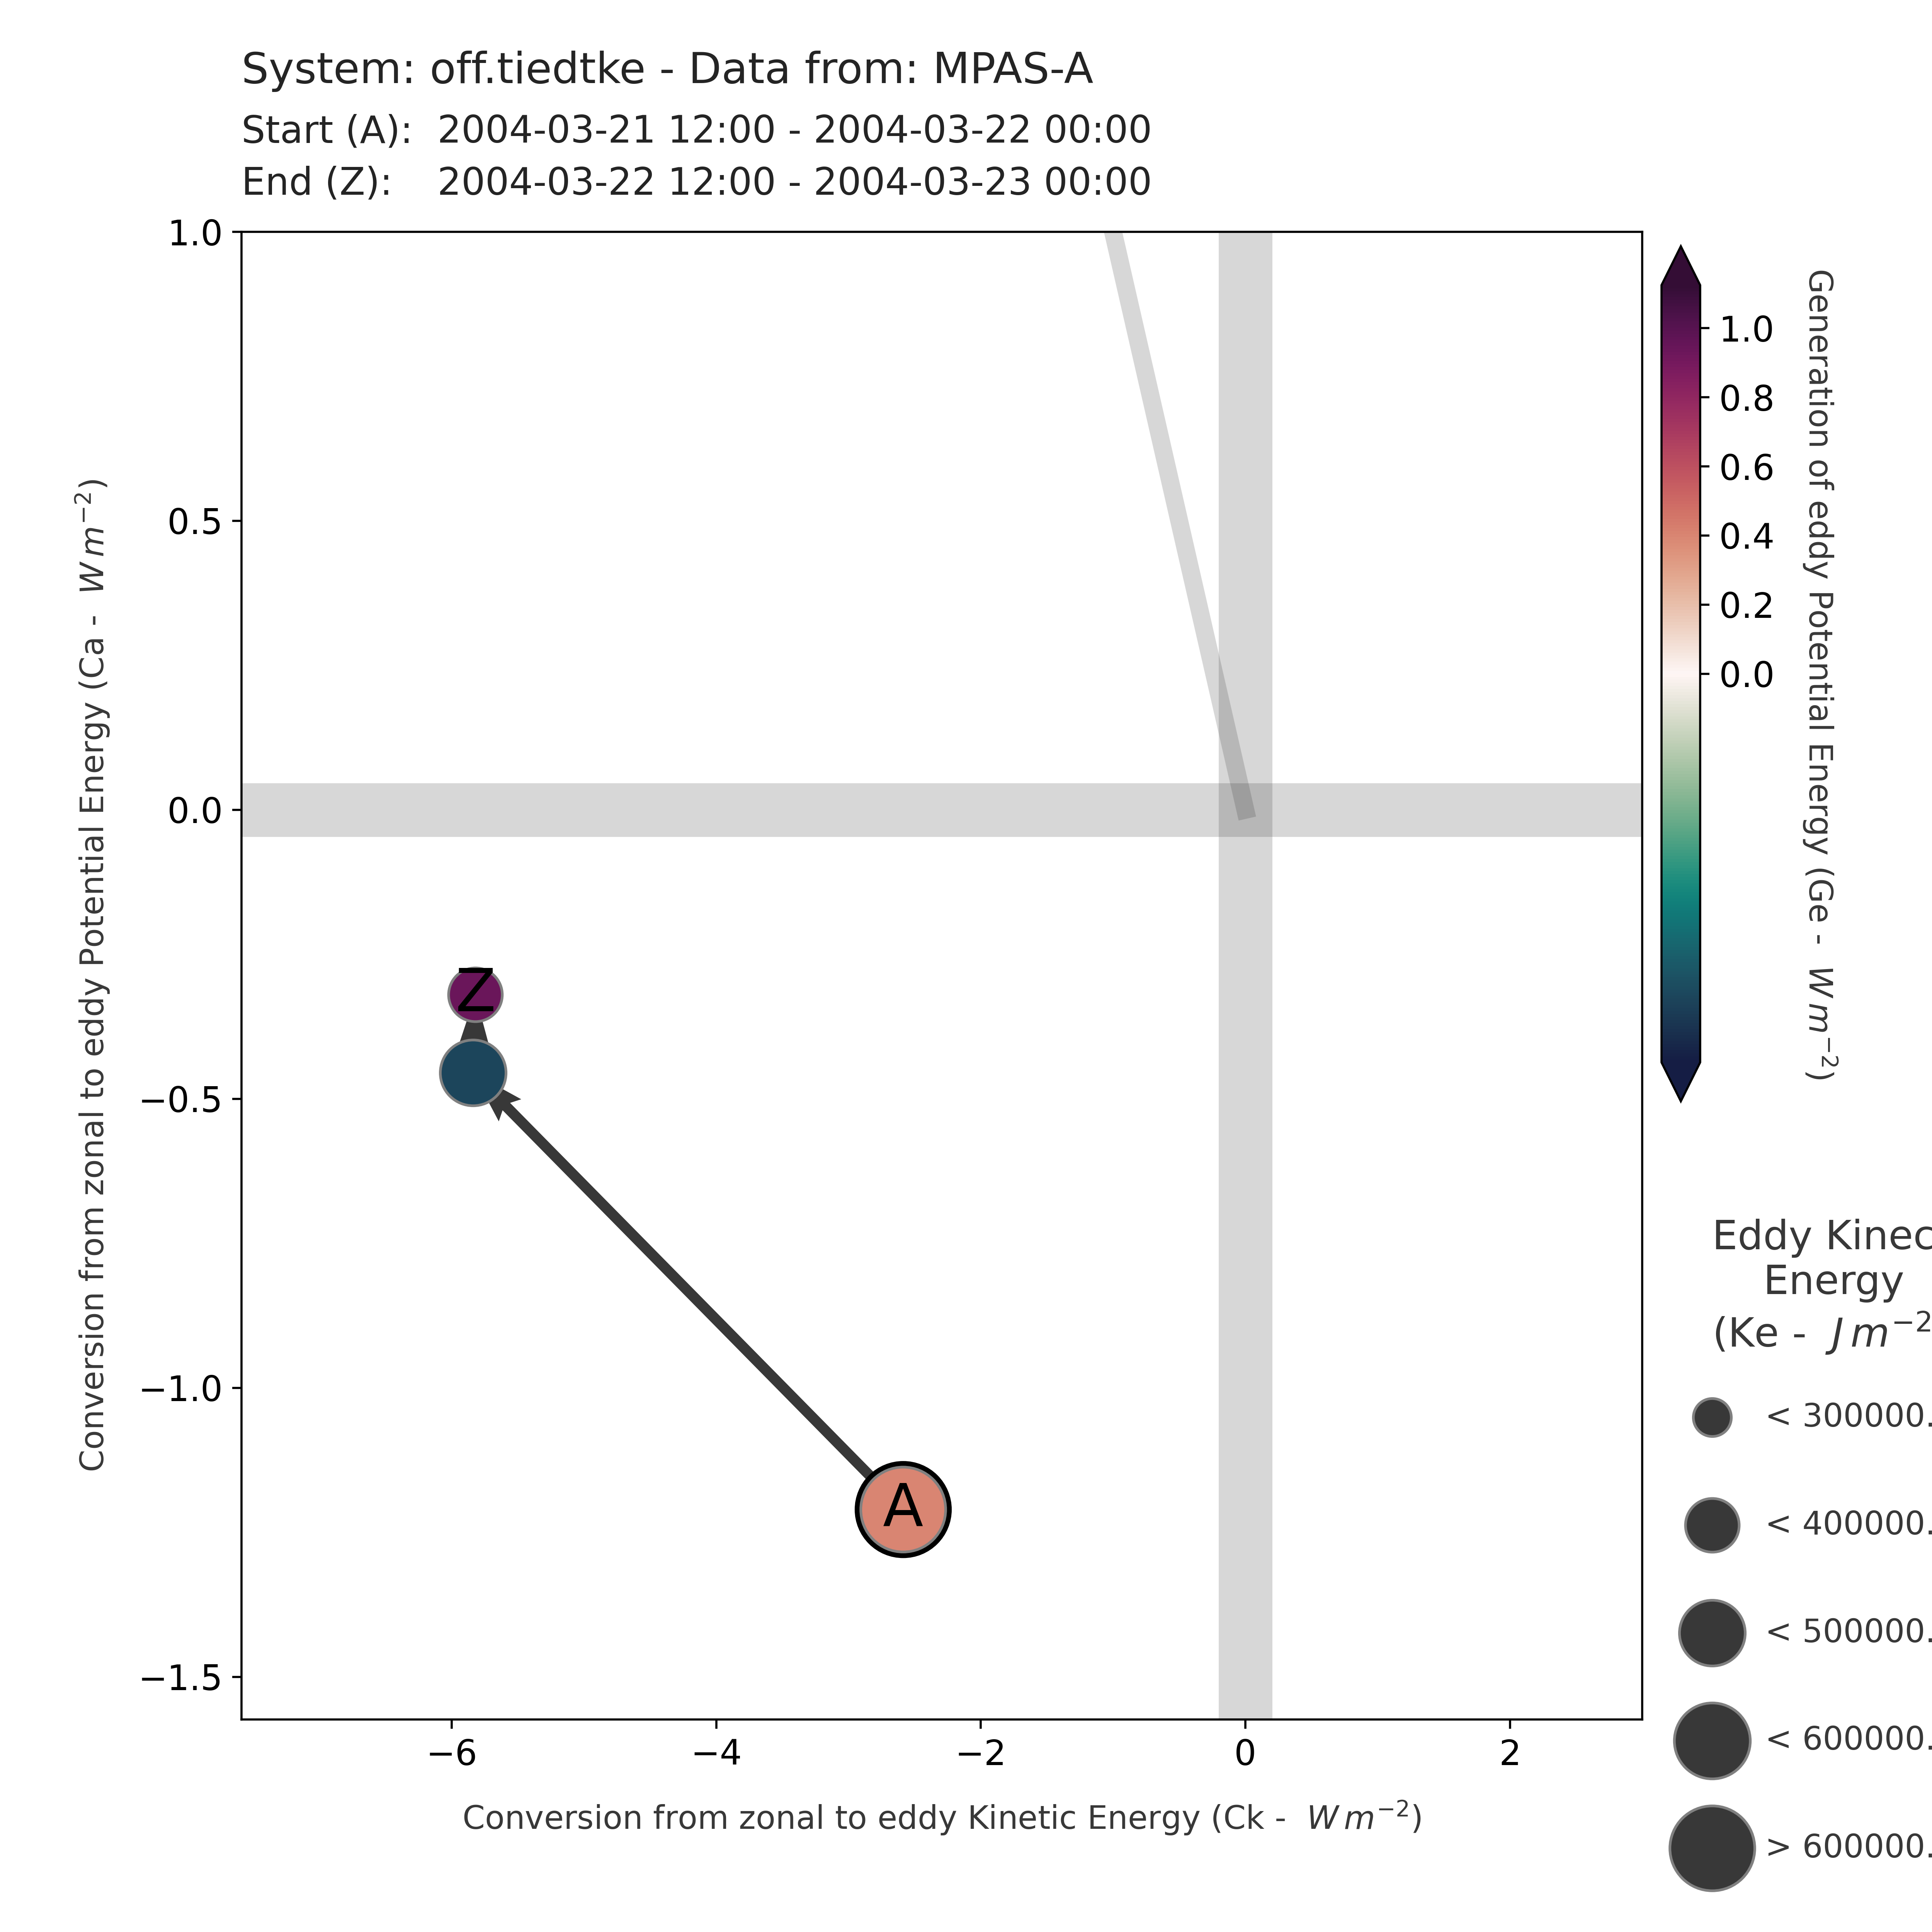 System: off.tiedtke - Data from: MPAS-A
Start (A): 2004-03-21 12:00 - 2004-03-22 00:00
End (Z): 2004-03-22 12:00 - 2004-03-23 00:00
1.0
0.5
0.0
−0.5
−1.0
−1.5
Conversion from zonal to eddy Potential Energy (Ca - W m⁻²)
Z
A
−6
−4
−2
0
2
Conversion from zonal to eddy Kinetic Energy (Ck - W m⁻²)
1.0
0.8
0.6
0.4
0.2
0.0
Generation of eddy Potential Energy (Ge - W m⁻²)
Eddy Kinec
Energy
(Ke - J m⁻²
< 300000.
< 400000.
< 500000.
< 600000.
> 600000.